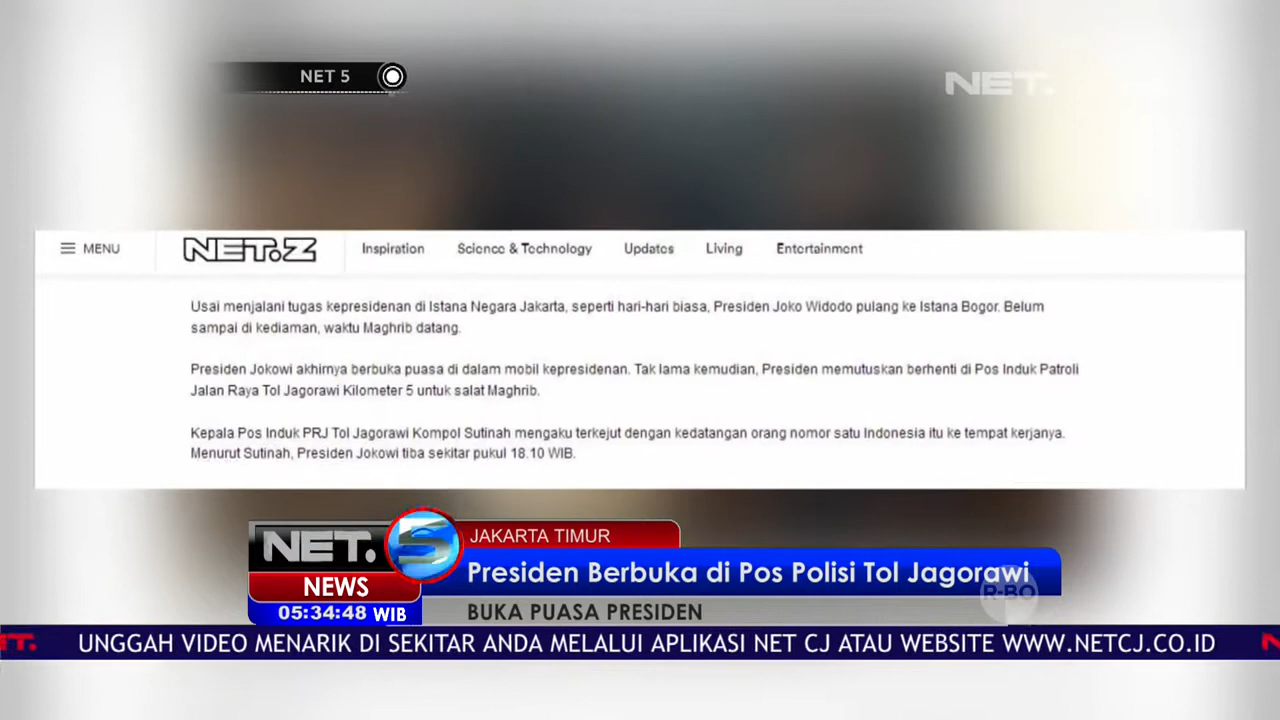 NET 5
NET.
MENU
NET.Z
Inspiration
Science & Technology
Updates
Living
Entertainment
Usai menjalani tugas kepresidenan di Istana Negara Jakarta, seperti hari-hari biasa, Presiden Joko Widodo pulang ke Istana Bogor. Belum
sampai di kediaman, waktu Maghrib datang.
Presiden Jokowi akhirnya berbuka puasa di dalam mobil kepresidenan. Tak lama kemudian, Presiden memutuskan berhenti di Pos Induk Patroli
Jalan Raya Tol Jagorawi Kilometer 5 untuk salat Maghrib.
Kepala Pos Induk PRJ Tol Jagorawi Kompol Sutinah mengaku terkejut dengan kedatangan orang nomor satu Indonesia itu ke tempat kerjanya.
Menurut Sutinah, Presiden Jokowi tiba sekitar pukul 18.10 WIB.
NET. 5
NEWS
05:34:48 WIB
JAKARTA TIMUR
Presiden Berbuka di Pos Polisi Tol Jagorawi
R-BO
BUKA PUASA PRESIDEN
UNGGAH VIDEO MENARIK DI SEKITAR ANDA MELALUI APLIKASI NET CJ ATAU WEBSITE WWW.NETCJ.CO.ID